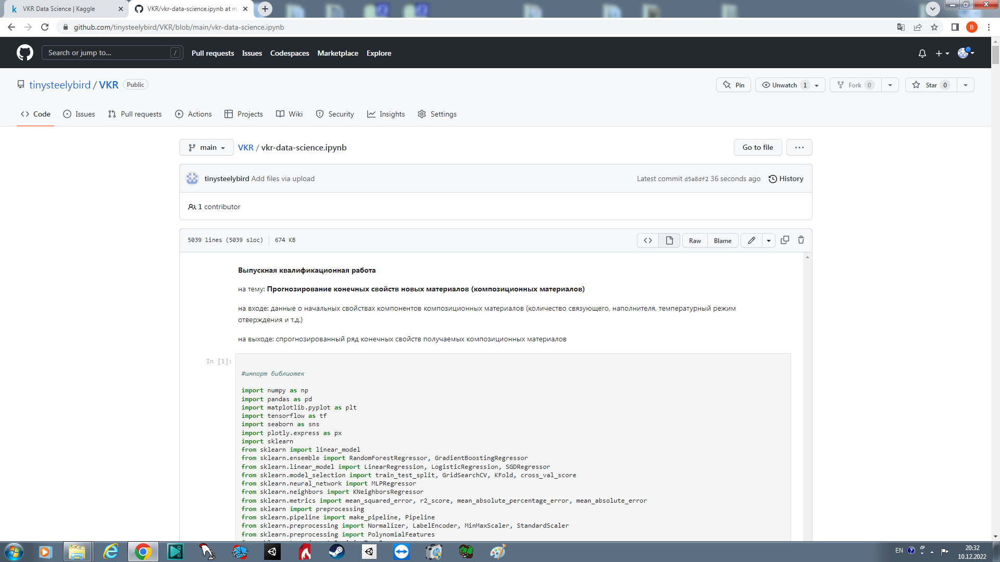 VKR Data Science | Kaggle
VKR/vkr-data-science.ipynb at m
github.com/tinysteelybird/VKR/blob/main/vkr-data-science.ipynb
B
Search or jump to...
/
Pull requests
Issues
Codespaces
Marketplace
Explore
tinysteelybird / VKR
Public
Pin
Unwatch 1
Fork 0
Star 0
Code
Issues
Pull requests
Actions
Projects
Wiki
Security
Insights
Settings
main
VKR / vkr-data-science.ipynb
Go to file
tinysteelybird Add files via upload
Latest commit d5a8df2 36 seconds ago
History
1 contributor
5039 lines (5039 sloc)
674 KB
Raw
Blame
Выпускная квалификационная работа
на тему: Прогнозирование конечных свойств новых материалов (композиционных материалов)
на входе: данные о начальных свойствах компонентов композиционных материалов (количество связующего, наполнителя, температурный режим
отверждения и т.д.)
на выходе: спрогнозированный ряд конечных свойств получаемых композиционных материалов
In [1]:
#импорт библиотек
import numpy as np
import pandas as pd
import matplotlib.pyplot as plt
import tensorflow as tf
import seaborn as sns
import plotly.express as px
import sklearn
from sklearn import linear_model
from sklearn.ensemble import RandomForestRegressor, GradientBoostingRegressor
from sklearn.linear_model import LinearRegression, LogisticRegression, SGDRegressor
from sklearn.model_selection import train_test_split, GridSearchCV, KFold, cross_val_score
from sklearn.neural_network import MLPRegressor
from sklearn.neighbors import KNeighborsRegressor
from sklearn.metrics import mean_squared_error, r2_score, mean_absolute_percentage_error, mean_absolute_error
from sklearn import preprocessing
from sklearn.pipeline import make_pipeline, Pipeline
from sklearn.preprocessing import Normalizer, LabelEncoder, MinMaxScaler, StandardScaler
from sklearn.preprocessing import PolynomialFeatures
EN
20:32
10.12.2022